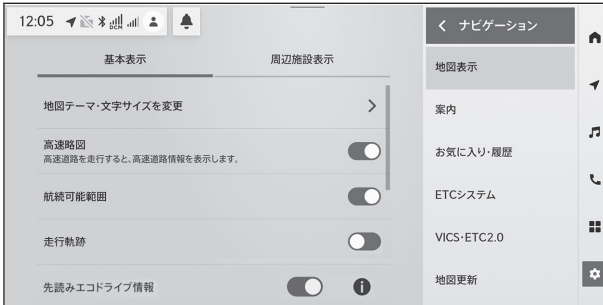 12:05 DCM
基本表示
周辺施設表示
地図テーマ・文字サイズを変更
高速略図
高速道路を走行すると、高速道路情報を表示します。
航続可能範囲
走行軌跡
先読みエコドライブ情報
ナビゲーション
地図表示
案内
お気に入り・履歴
ETCシステム
VICS・ETC2.0
地図更新